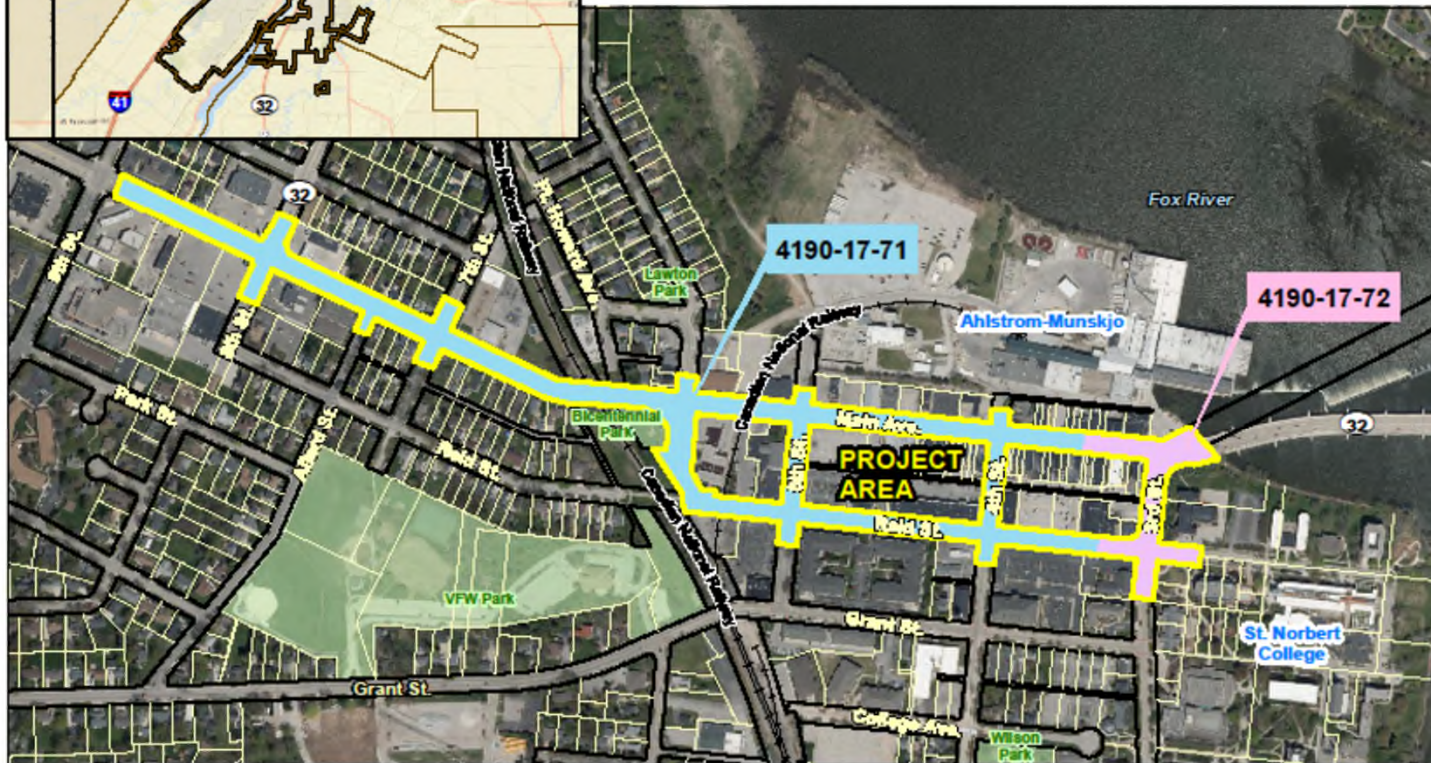 41
32
32
Fox River
7th St.
Ft. Howard Ave.
Lawton
Park
4190-17-71
Canadian National Railway
4190-17-72
Ahlstrom-Munskjo
9th St.
8th St.
Bicentennial
Park
Main Ave.
32
Park St.
Allard St.
Reid St.
PROJECT
AREA
5th St.
4th St.
3rd St.
Reid St.
Canadian National Railway
VFW Park
Grant St.
St. Norbert
College
Grant St.
College Ave.
Wilson
Park